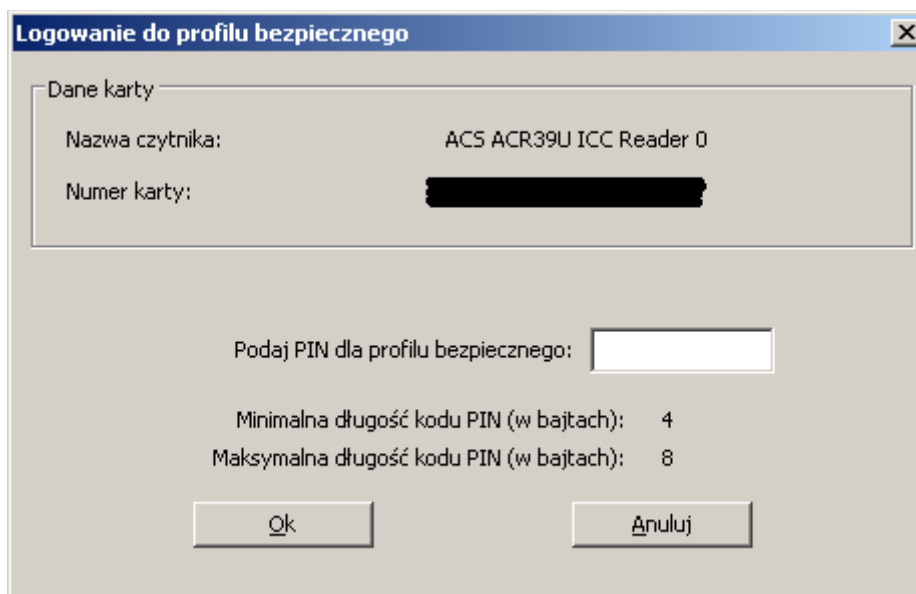 Logowanie do profilu bezpiecznego
Dane karty
Nazwa czytnika: ACS ACR39U ICC Reader 0
Numer karty:
Podaj PIN dla profilu bezpiecznego:
Minimalna długość kodu PIN (w bajtach): 4
Maksymalna długość kodu PIN (w bajtach): 8
Ok Anuluj